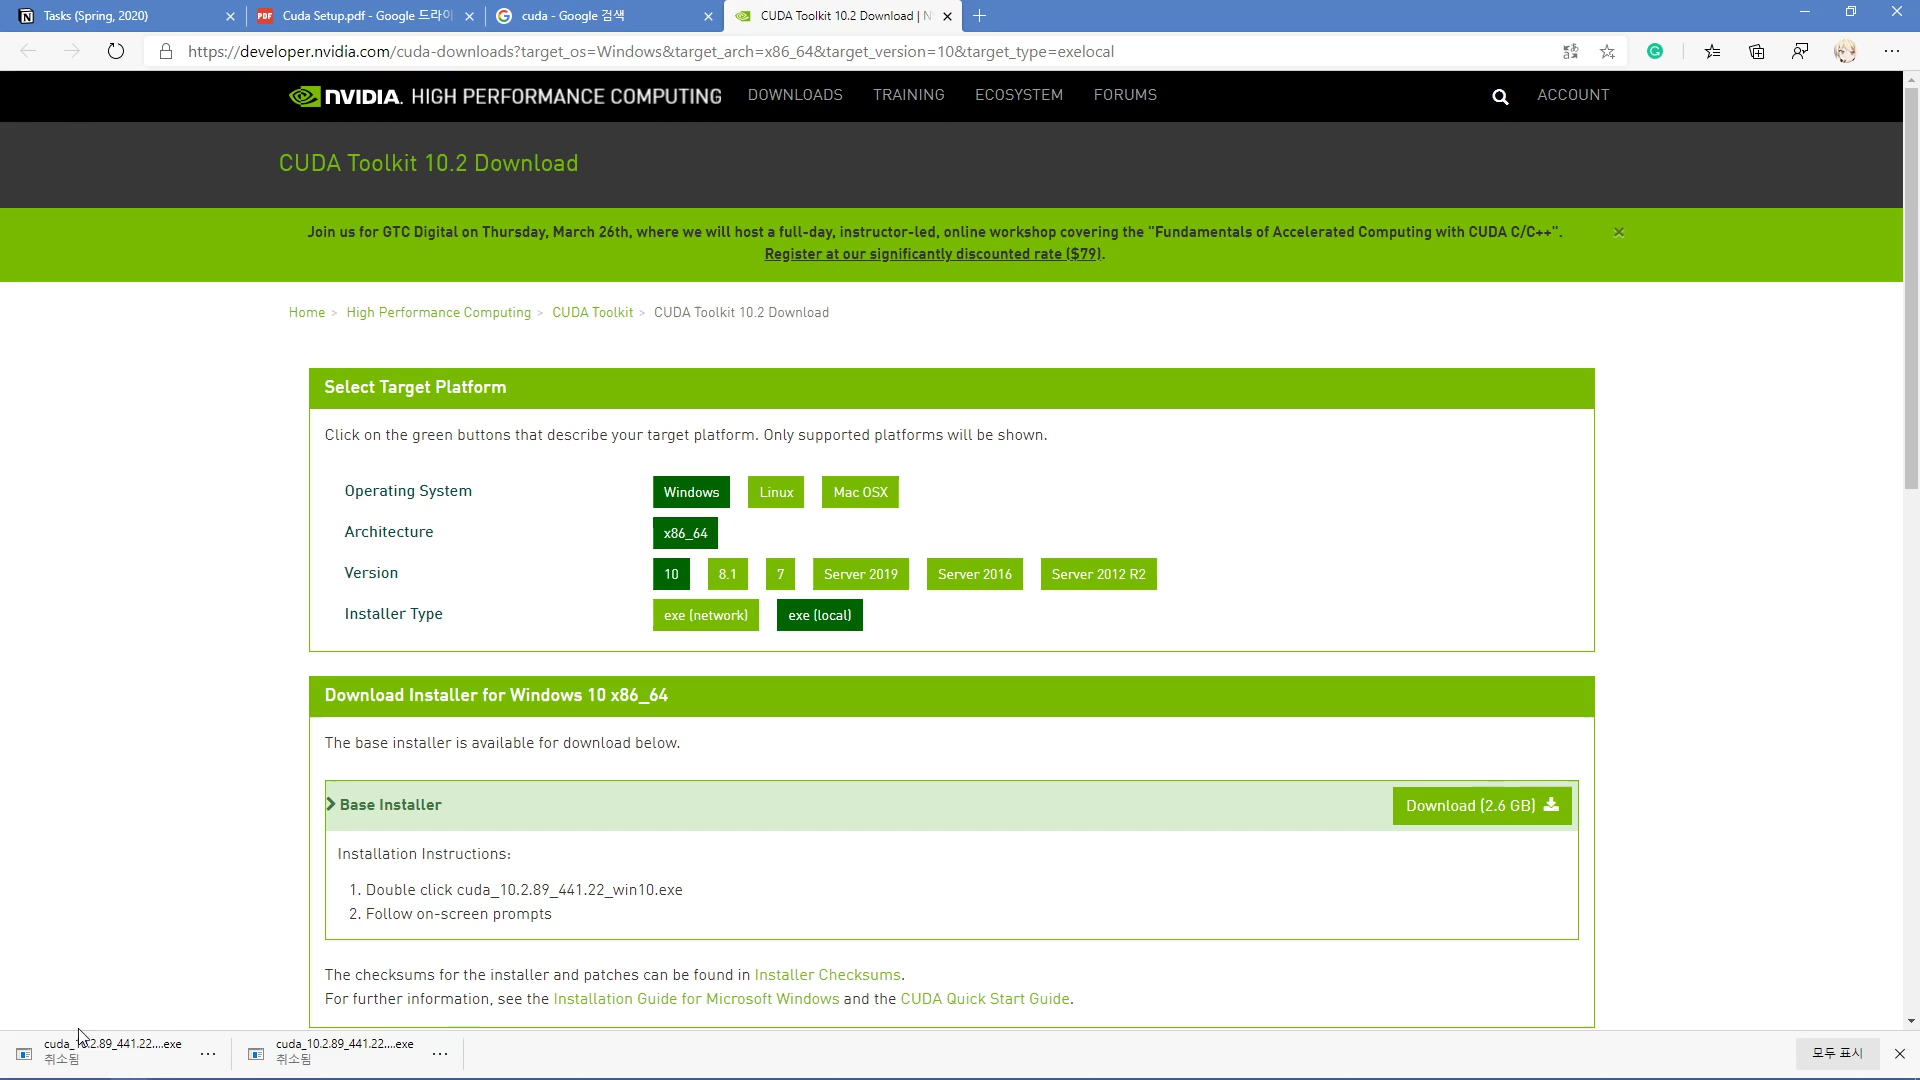 Tasks (Spring, 2020)
Cuda Setup.pdf - Google 드라이
cuda - Google 검색
CUDA Toolkit 10.2 Download | N
https://developer.nvidia.com/cuda-downloads?target_os=Windows&target_arch=x86_64&target_version=10&target_type=exelocal
NVIDIA. HIGH PERFORMANCE COMPUTING DOWNLOADS TRAINING ECOSYSTEM FORUMS ACCOUNT
CUDA Toolkit 10.2 Download
Join us for GTC Digital on Thursday, March 26th, where we will host a full-day, instructor-led, online workshop covering the "Fundamentals of Accelerated Computing with CUDA C/C++".
Register at our significantly discounted rate ($79).
Home > High Performance Computing > CUDA Toolkit > CUDA Toolkit 10.2 Download
Select Target Platform
Click on the green buttons that describe your target platform. Only supported platforms will be shown.
Operating System Windows Linux Mac OSX
Architecture x86_64
Version 10 8.1 7 Server 2019 Server 2016 Server 2012 R2
Installer Type exe (network) exe (local)
Download Installer for Windows 10 x86_64
The base installer is available for download below.
Base Installer Download (2.6 GB)
Installation Instructions:
1. Double click cuda_10.2.89_441.22_win10.exe
2. Follow on-screen prompts
The checksums for the installer and patches can be found in Installer Checksums.
For further information, see the Installation Guide for Microsoft Windows and the CUDA Quick Start Guide.
cuda_10.2.89_441.22....exe
취소됨
cuda_10.2.89_441.22....exe
취소됨
모두 표시